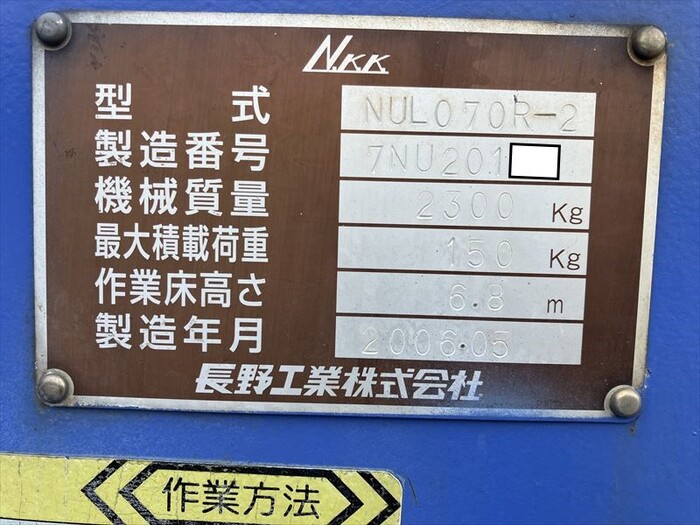 N.K.K.
型 式 NUL070R-2
製造番号 7NU201
機械質量 2300 Kg
最大積載荷重 150 Kg
作業床高さ 6.8 m
製造年月 2006.05
長野工業株式会社
作業方法